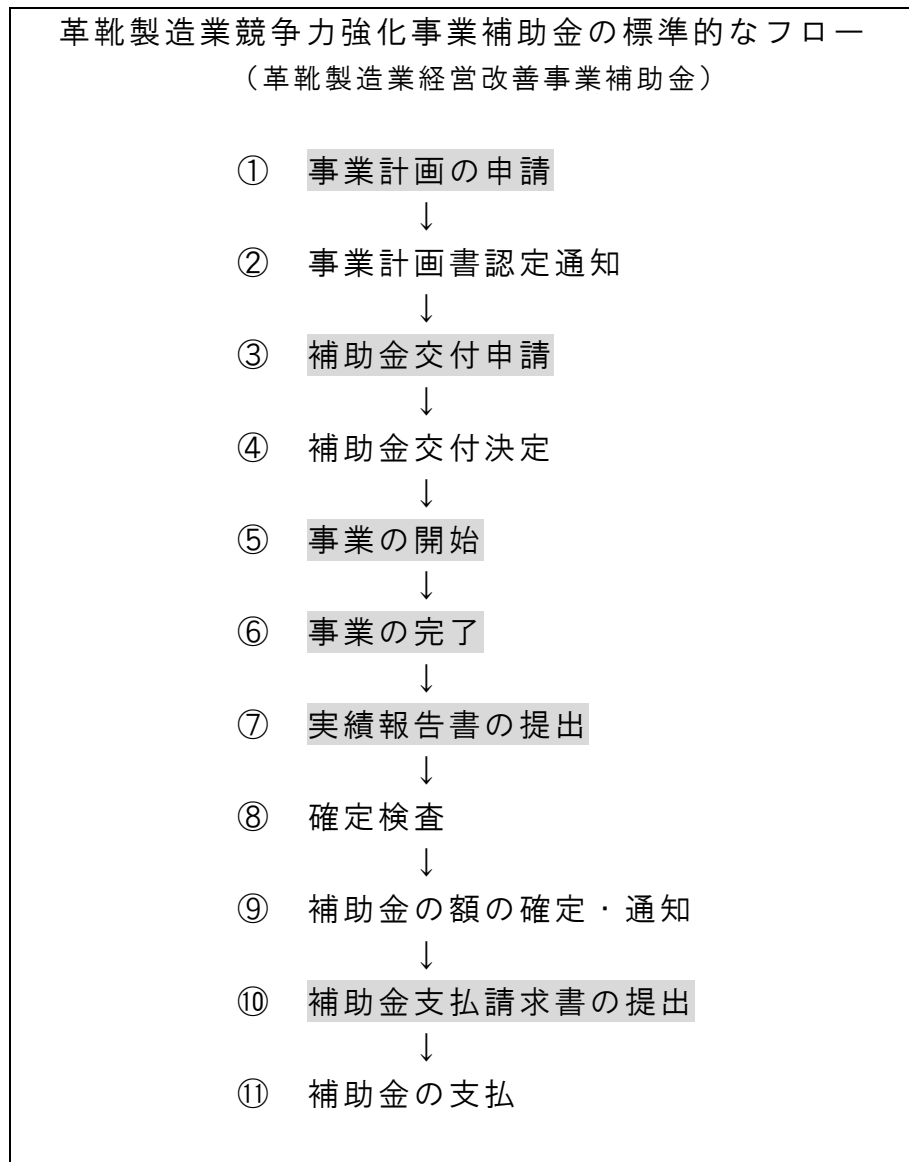 革靴製造業競争力強化事業補助金の標準的なフロー
（革靴製造業経営改善事業補助金）
① 事業計画の申請
↓
② 事業計画書認定通知
↓
③ 補助金交付申請
↓
④ 補助金交付決定
↓
⑤ 事業の開始
↓
⑥ 事業の完了
↓
⑦ 実績報告書の提出
↓
⑧ 確定検査
↓
⑨ 補助金の額の確定・通知
↓
⑩ 補助金支払請求書の提出
↓
⑪ 補助金の支払